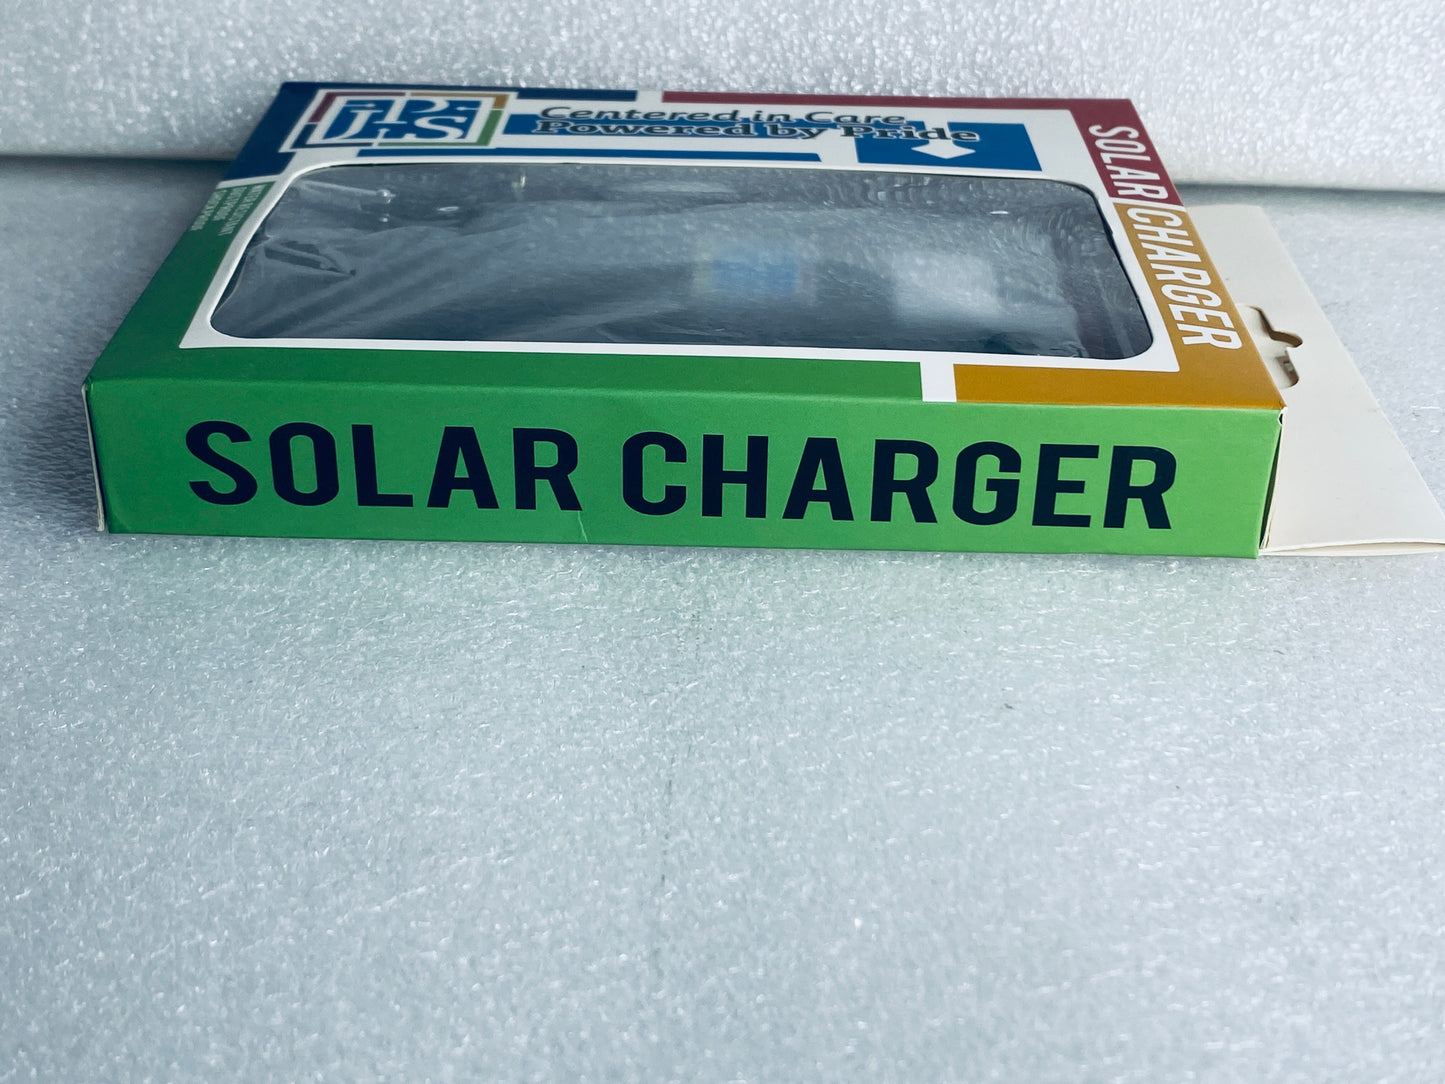 Centered in Care
Powered by Pride
SOLAR CHARGER
SOLAR CHARGER